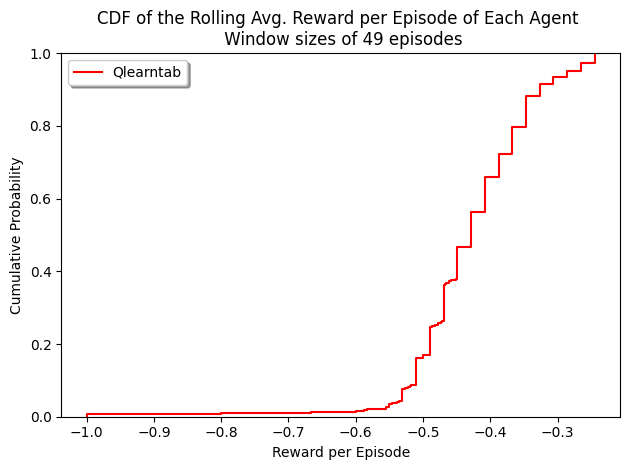 CDF of the Rolling Avg. Reward per Episode of Each Agent
Window sizes of 49 episodes
Qlearntab
Cumulative Probability
1.0
0.8
0.6
0.4
0.2
0.0
−1.0 −0.9 −0.8 −0.7 −0.6 −0.5 −0.4 −0.3
Reward per Episode